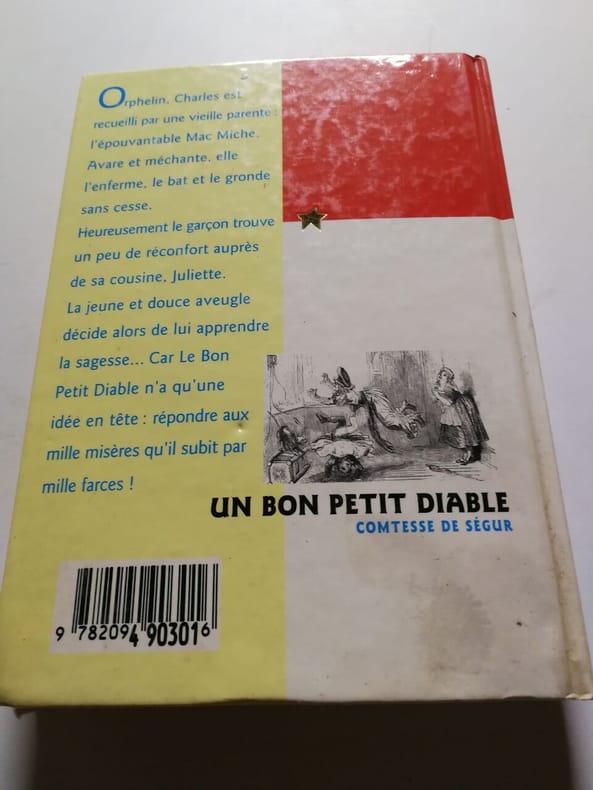 Orphelin, Charles est
recueilli par une vieille parente :
l'épouvantable Mac Miche.
Avare et méchante, elle
l'enferme, le bat et le gronde
sans cesse.
Heureusement le garçon trouve
un peu de réconfort auprès
de sa cousine, Juliette.
La jeune et douce aveugle
décide alors de lui apprendre
la sagesse... Car Le Bon
Petit Diable n'a qu'une
idée en tête : répondre aux
mille misères qu'il subit par
mille farces !
UN BON PETIT DIABLE
COMTESSE DE SÉGUR
9 782094 903016